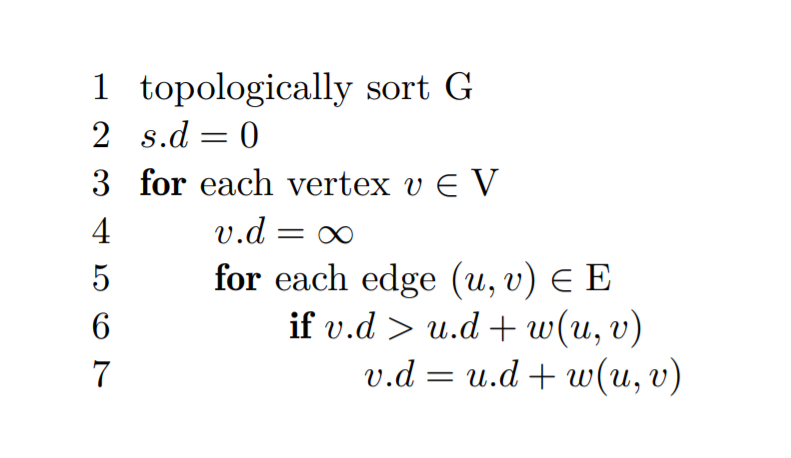 1 topologically sort G
2 s.d = 0
3 for each vertex v ∈ V
4 v.d = ∞
5 for each edge (u, v) ∈ E
6 if v.d > u.d + w(u, v)
7 v.d = u.d + w(u, v)